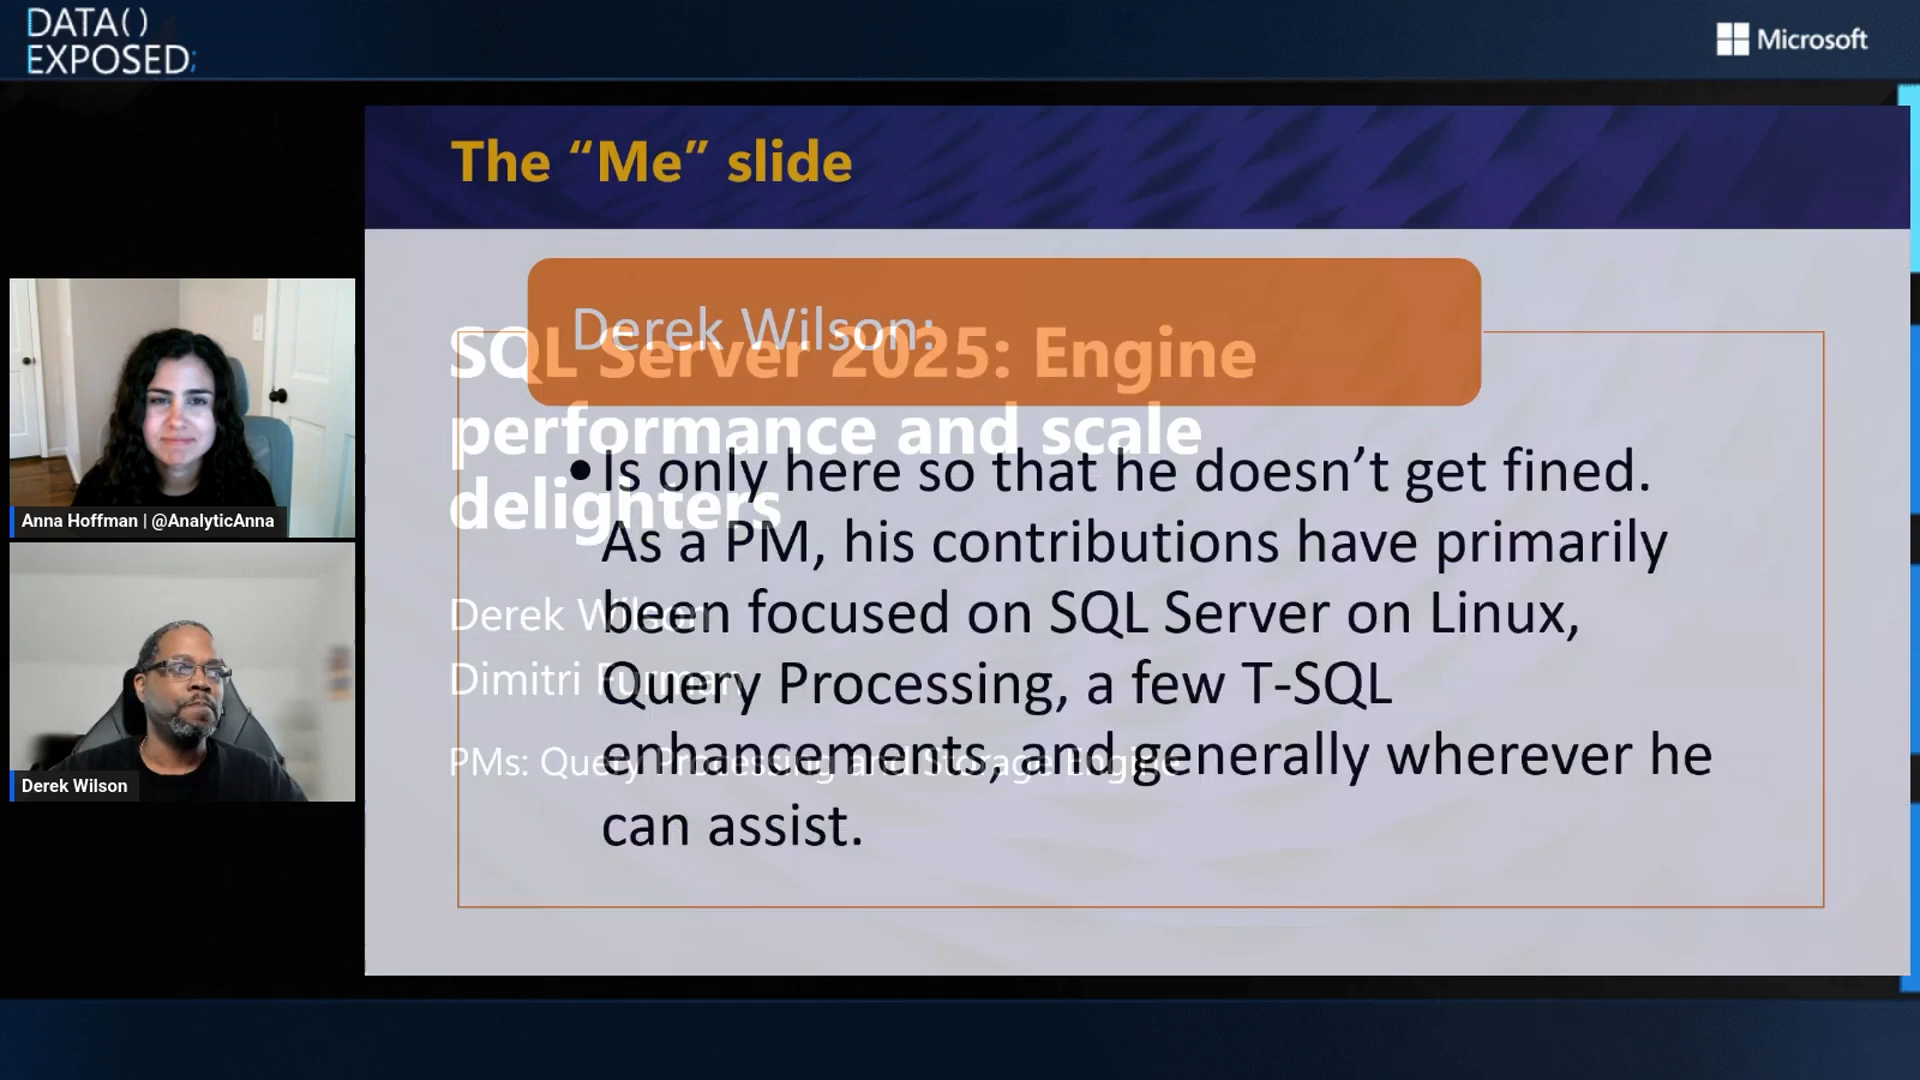 DATA()
EXPOSED;
Microsoft
The “Me” slide
Derek Wilson:
SQL Server 2025: Engine
performance and scale
delighters
•Is only here so that he doesn’t get fined.
As a PM, his contributions have primarily
been focused on SQL Server on Linux,
Query Processing, a few T-SQL
enhancements, and generally wherever he
can assist.
Derek Wilson
Dimitri Furman
PMs: Query Processing and Storage Engine
Anna Hoffman | @AnalyticAnna
Derek Wilson